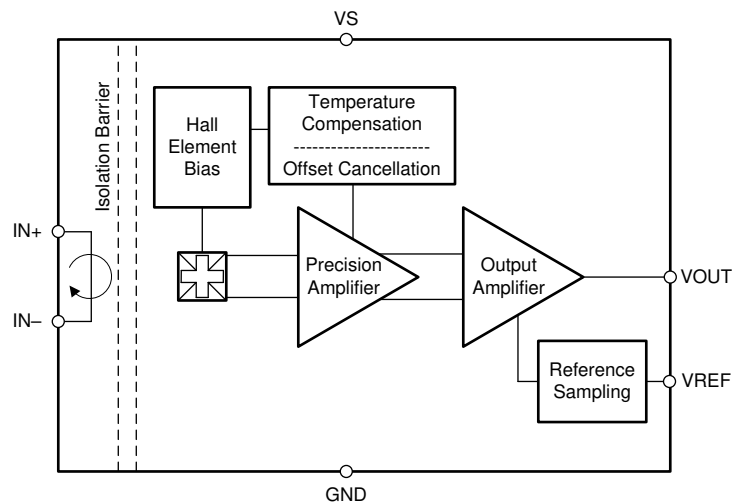 VS
Isolation Barrier
Hall
Element
Bias
Temperature
Compensation
Offset Cancellation
IN+
IN–
Precision
Amplifier
Output
Amplifier
VOUT
Reference
Sampling
VREF
GND